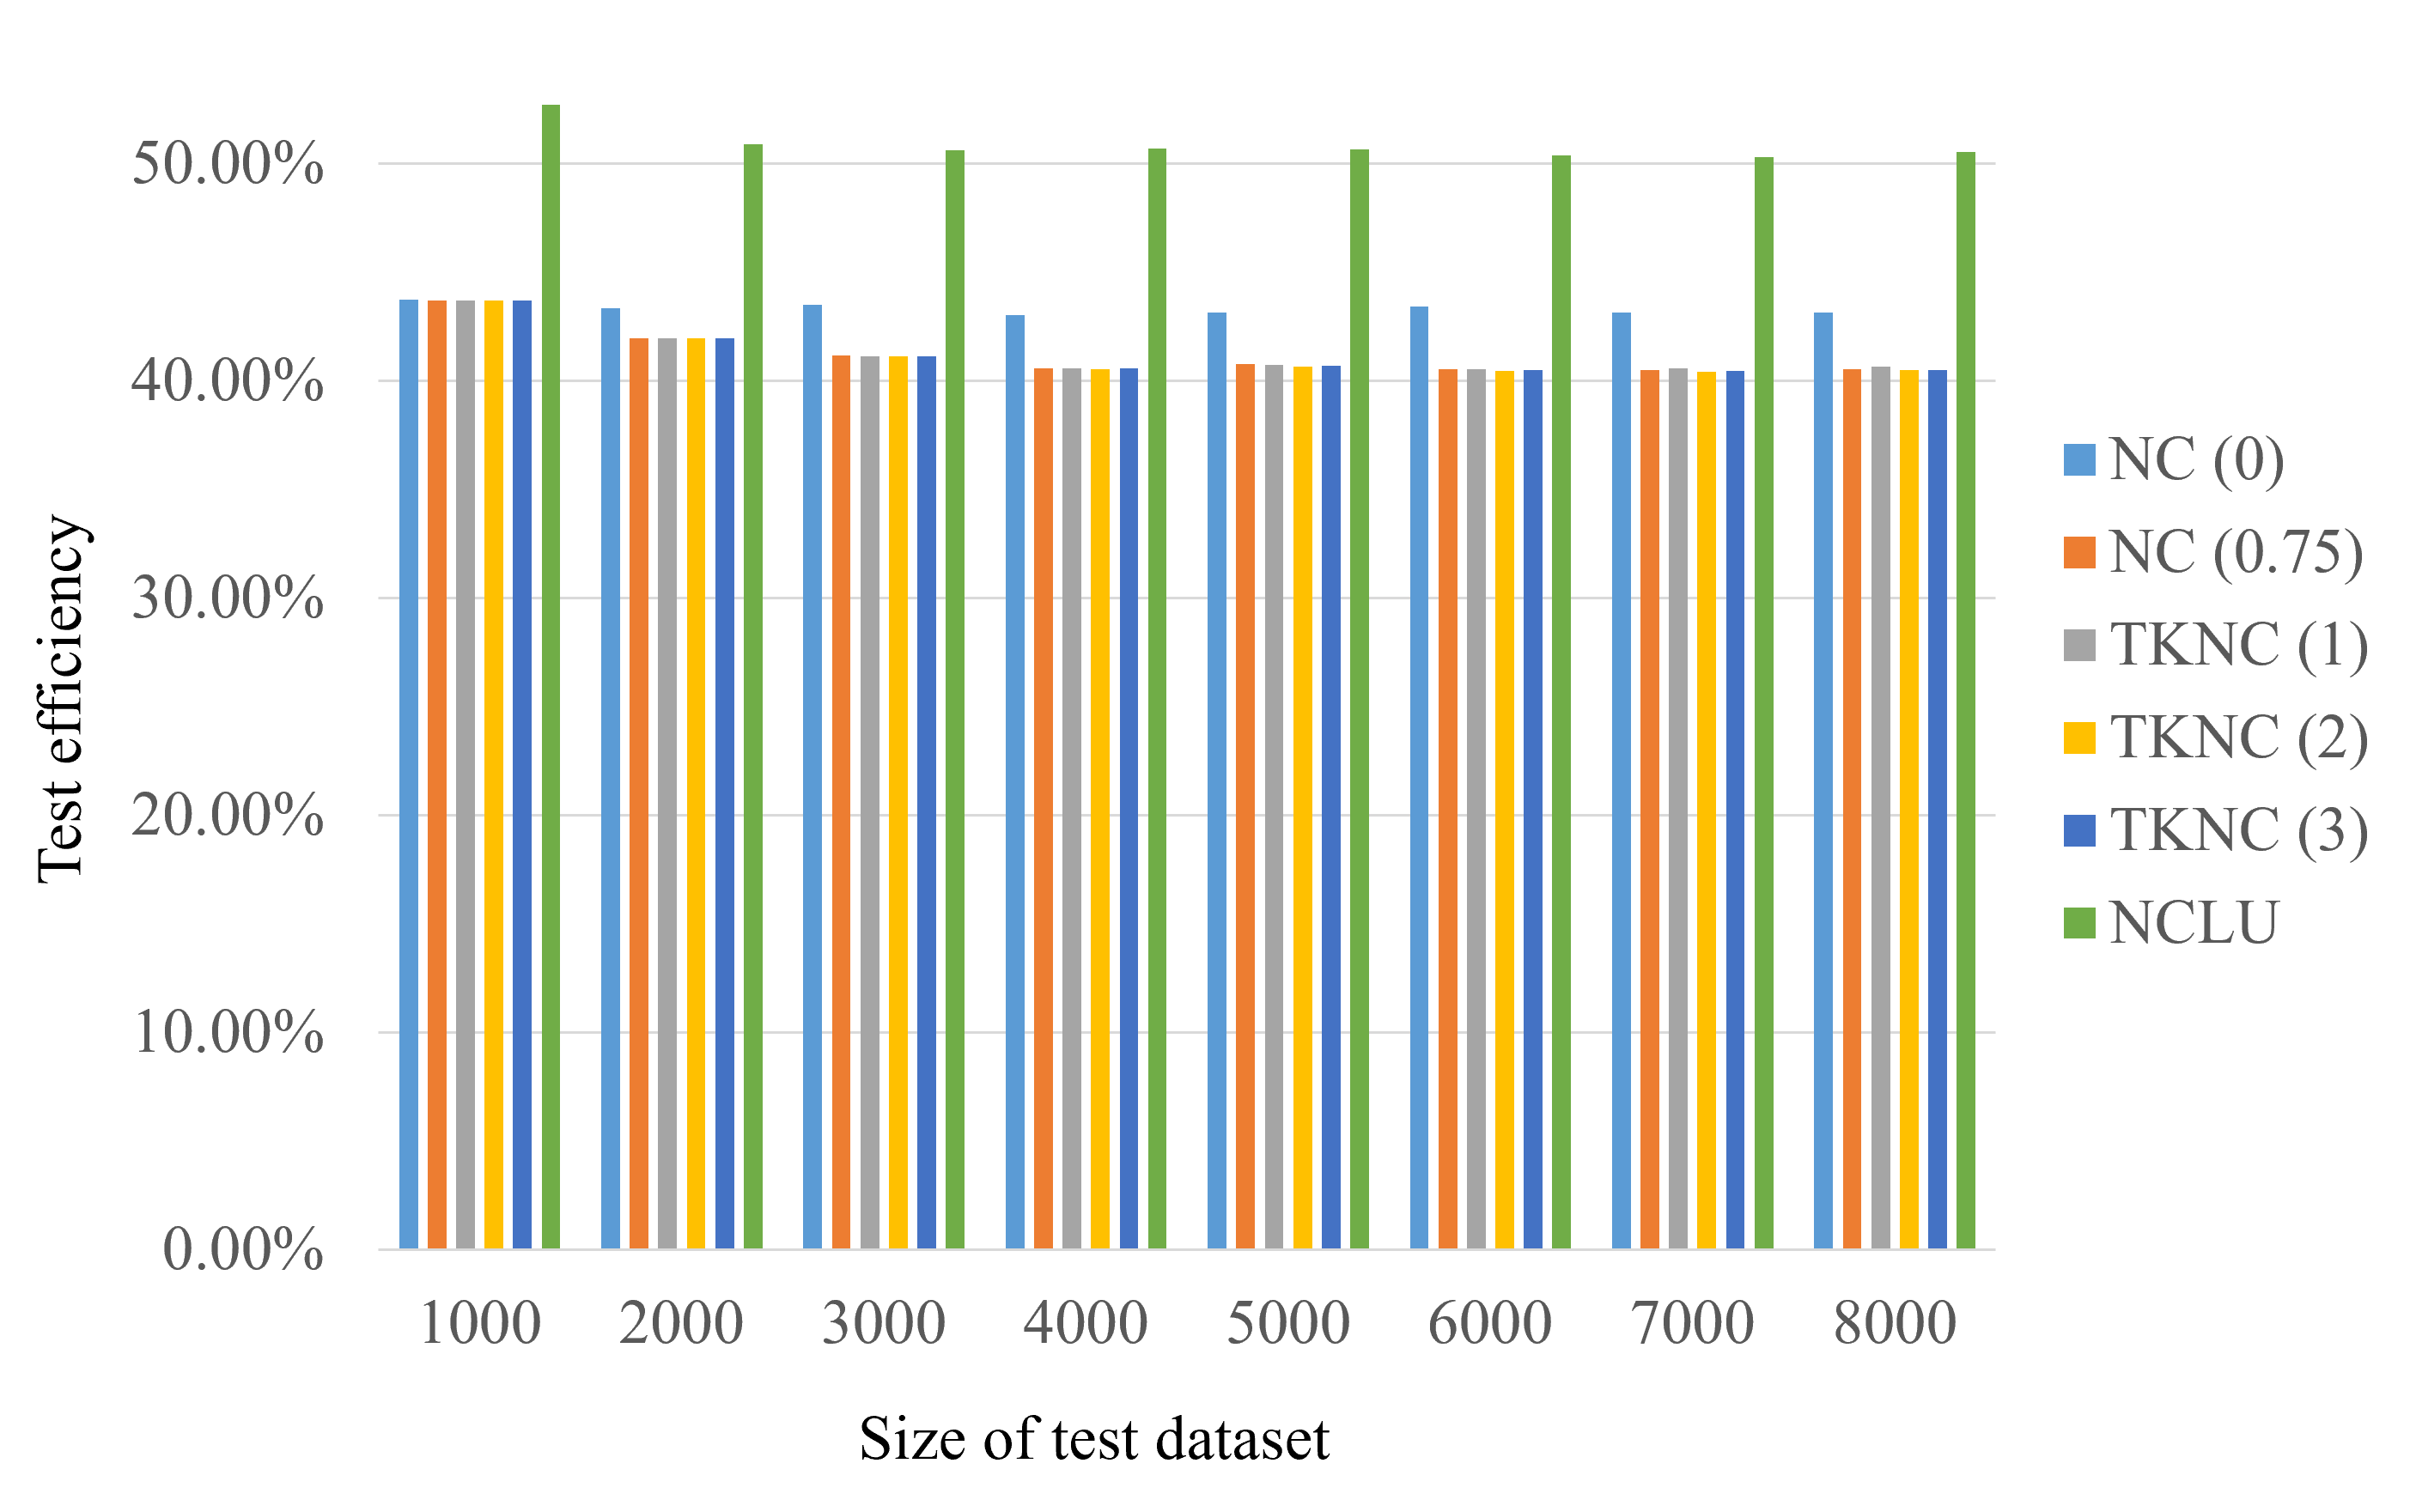 50.00%
40.00%
30.00%
20.00%
10.00%
0.00%
Test efficiency
1000 2000 3000 4000 5000 6000 7000 8000
Size of test dataset
NC (0)
NC (0.75)
TKNC (1)
TKNC (2)
TKNC (3)
NCLU